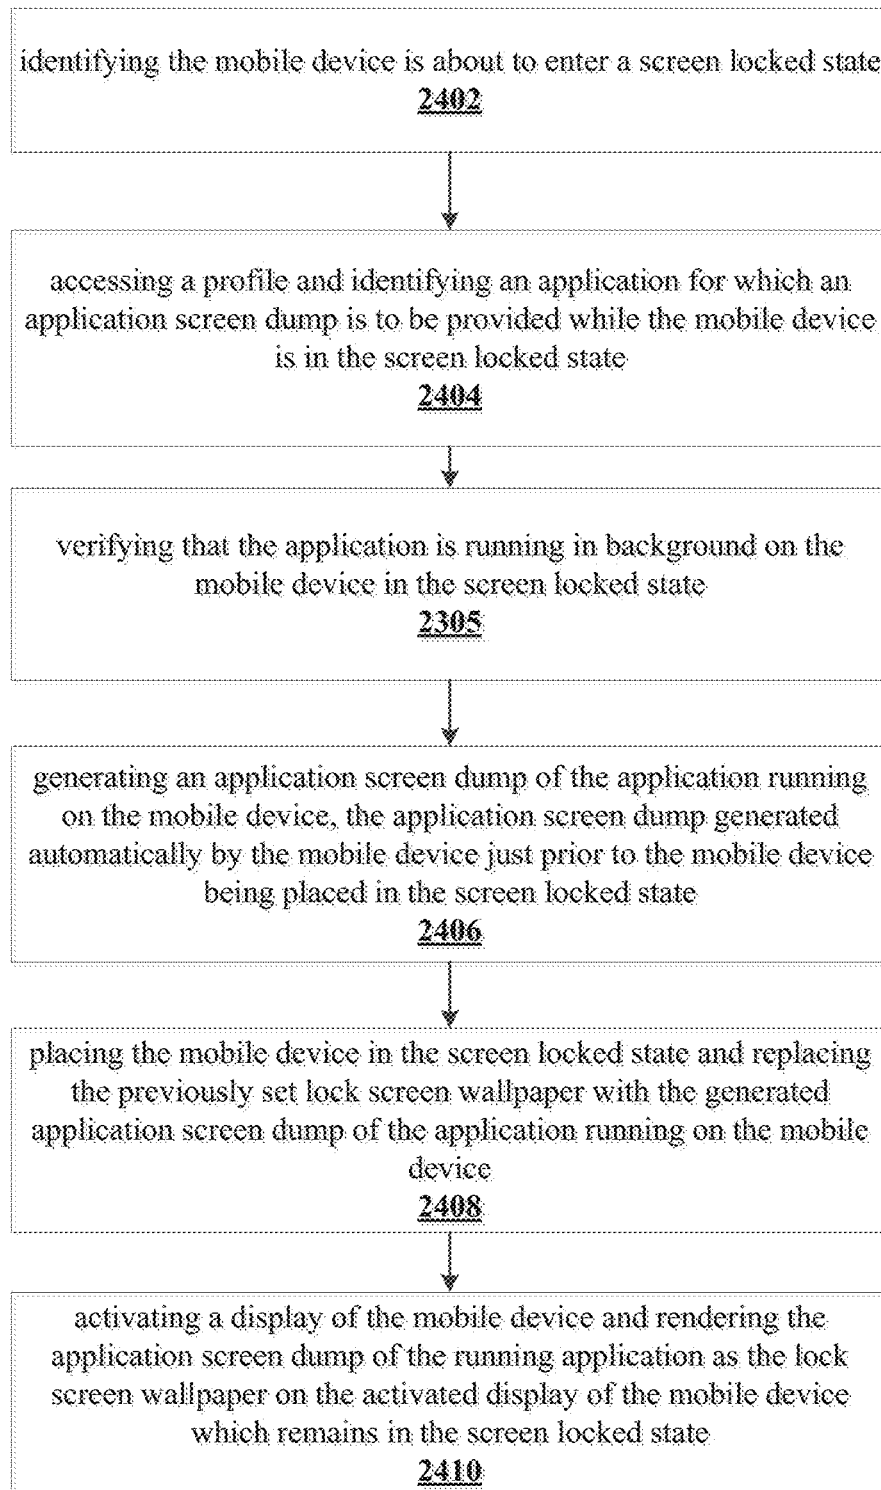 identifying the mobile device is about to enter a screen locked state
2402
accessing a profile and identifying an application for which an
application screen dump is to be provided while the mobile device
is in the screen locked state
2404
verifying that the application is running in background on the
mobile device in the screen locked state
2305
generating an application screen dump of the application running
on the mobile device, the application screen dump generated
automatically by the mobile device just prior to the mobile device
being placed in the screen locked state
2406
placing the mobile device in the screen locked state and replacing
the previously set lock screen wallpaper with the generated
application screen dump of the application running on the mobile
device
2408
activating a display of the mobile device and rendering the
application screen dump of the running application as the lock
screen wallpaper on the activated display of the mobile device
which remains in the screen locked state
2410